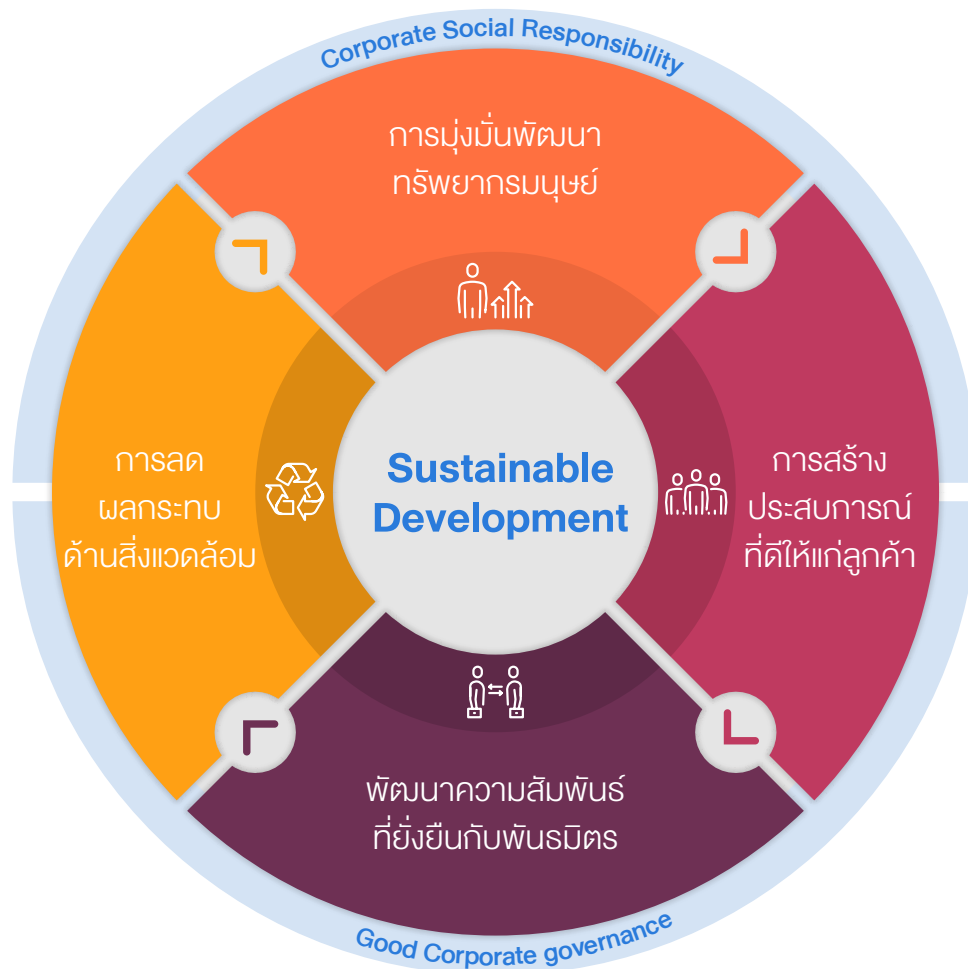 Corporate Social Responsibility
การมุ่งมั่นพัฒนา
ทรัพยากรมนุษย์
การลด
ผลกระทบ
ด้านสิ่งแวดล้อม
Sustainable
Development
การสร้าง
ประสบการณ์
ที่ดีให้แก่ลูกค้า
พัฒนาความสัมพันธ์
ที่ยั่งยืนกับพันธมิตร
Good Corporate governance